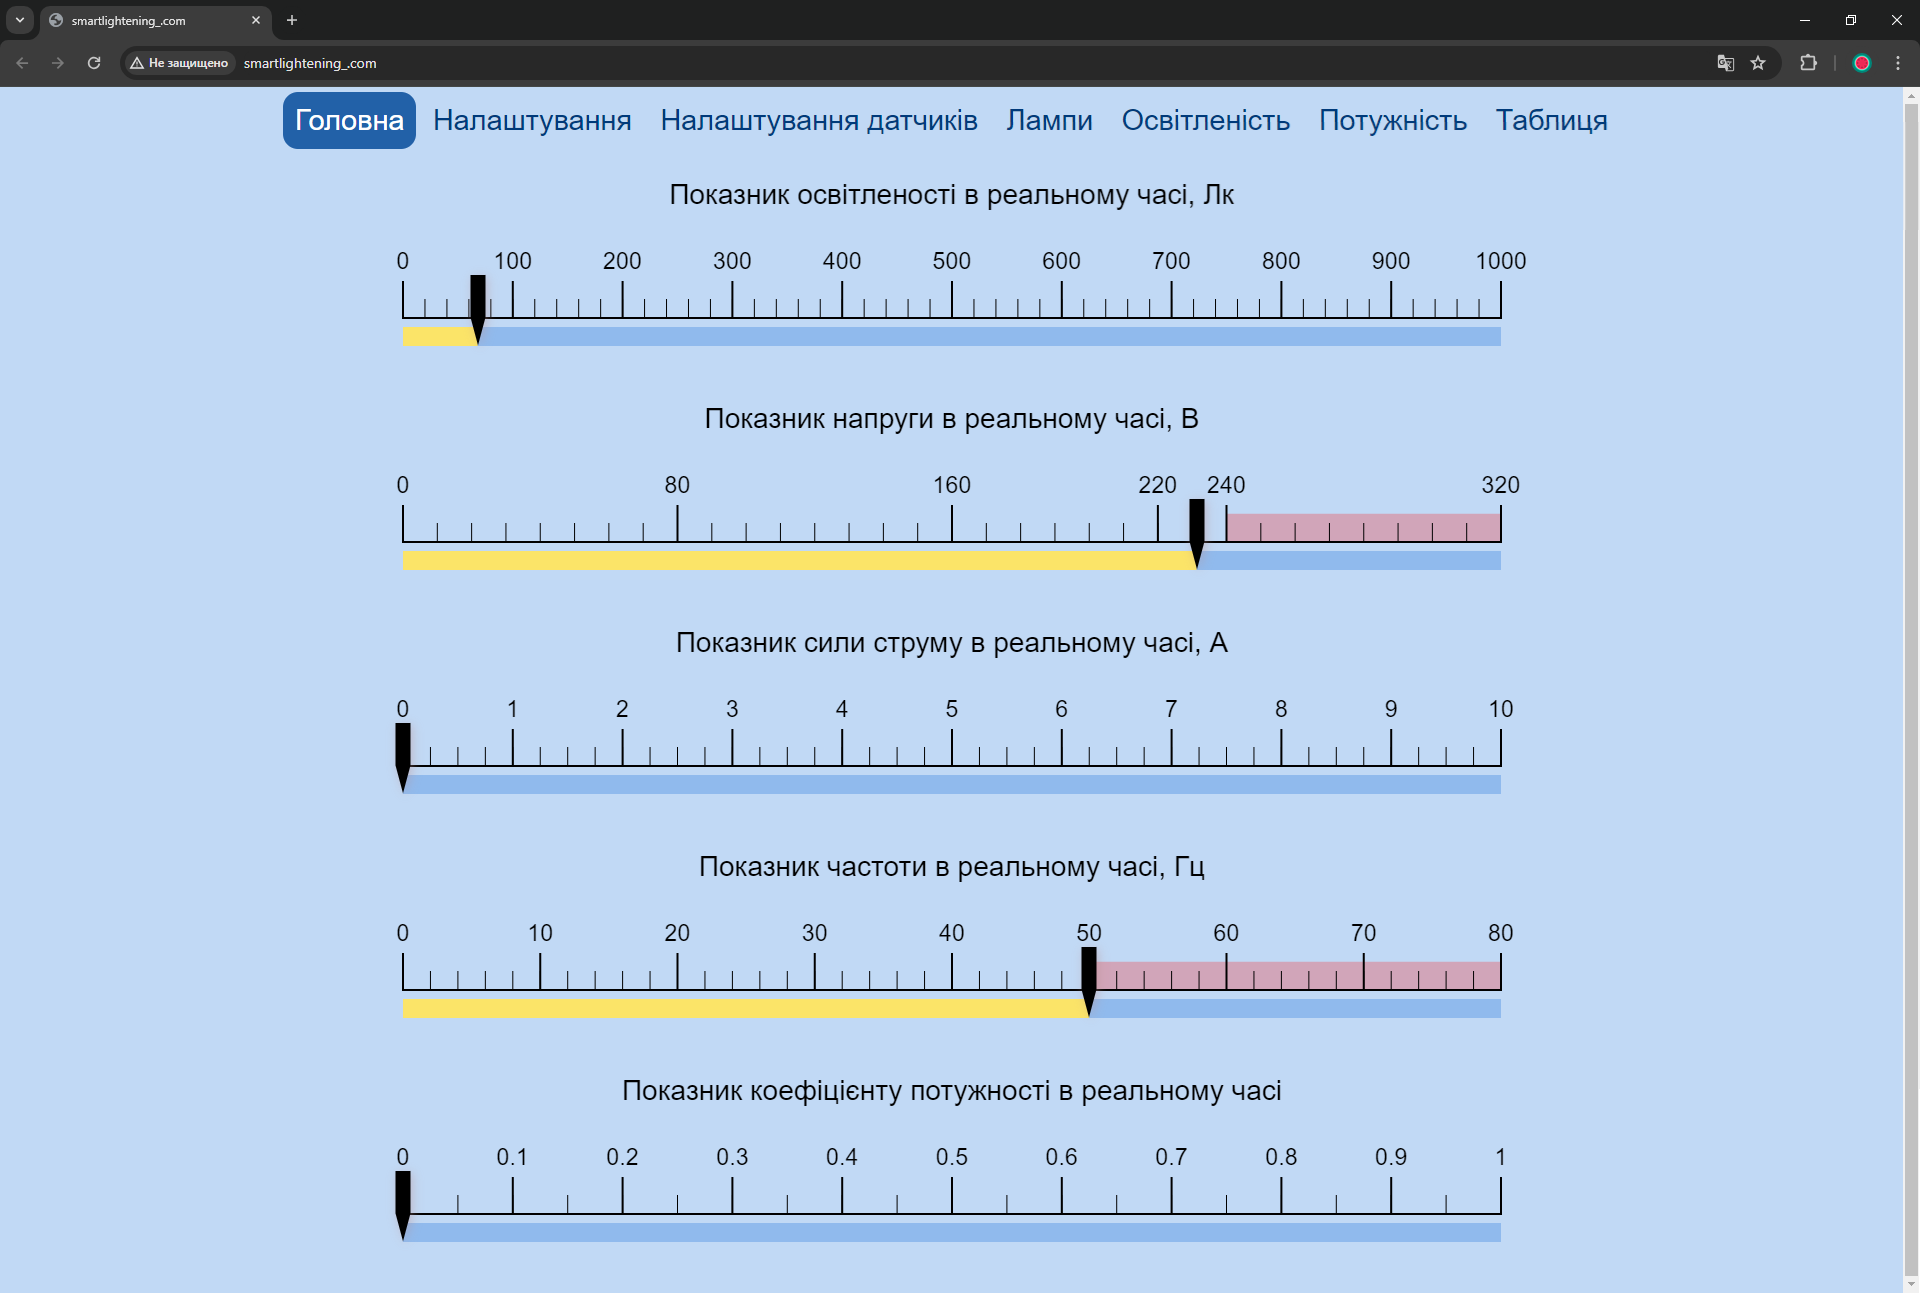 smartlightening_.com
Не защищено smartlightening_.com
Головна Налаштування Налаштування датчиків Лампи Освітленість Потужність Таблиця
Показник освітленості в реальному часі, Лк
0 100 200 300 400 500 600 700 800 900 1000
Показник напруги в реальному часі, В
0 80 160 220 240 320
Показник сили струму в реальному часі, А
0 1 2 3 4 5 6 7 8 9 10
Показник частоти в реальному часі, Гц
0 10 20 30 40 50 60 70 80
Показник коефіцієнту потужності в реальному часі
0 0.1 0.2 0.3 0.4 0.5 0.6 0.7 0.8 0.9 1